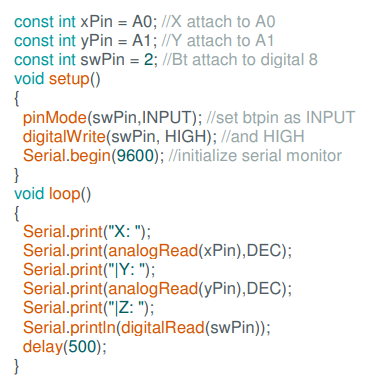 const int xPin = A0; //X attach to A0
const int yPin = A1; //Y attach to A1
const int swPin = 2; //Bt attach to digital 8
void setup()
{
pinMode(swPin,INPUT); //set btpin as INPUT
digitalWrite(swPin, HIGH); //and HIGH
Serial.begin(9600); //initialize serial monitor
}
void loop()
{
Serial.print("X: ");
Serial.print(analogRead(xPin),DEC);
Serial.print("|Y: ");
Serial.print(analogRead(yPin),DEC);
Serial.print("|Z: ");
Serial.println(digitalRead(swPin));
delay(500);
}